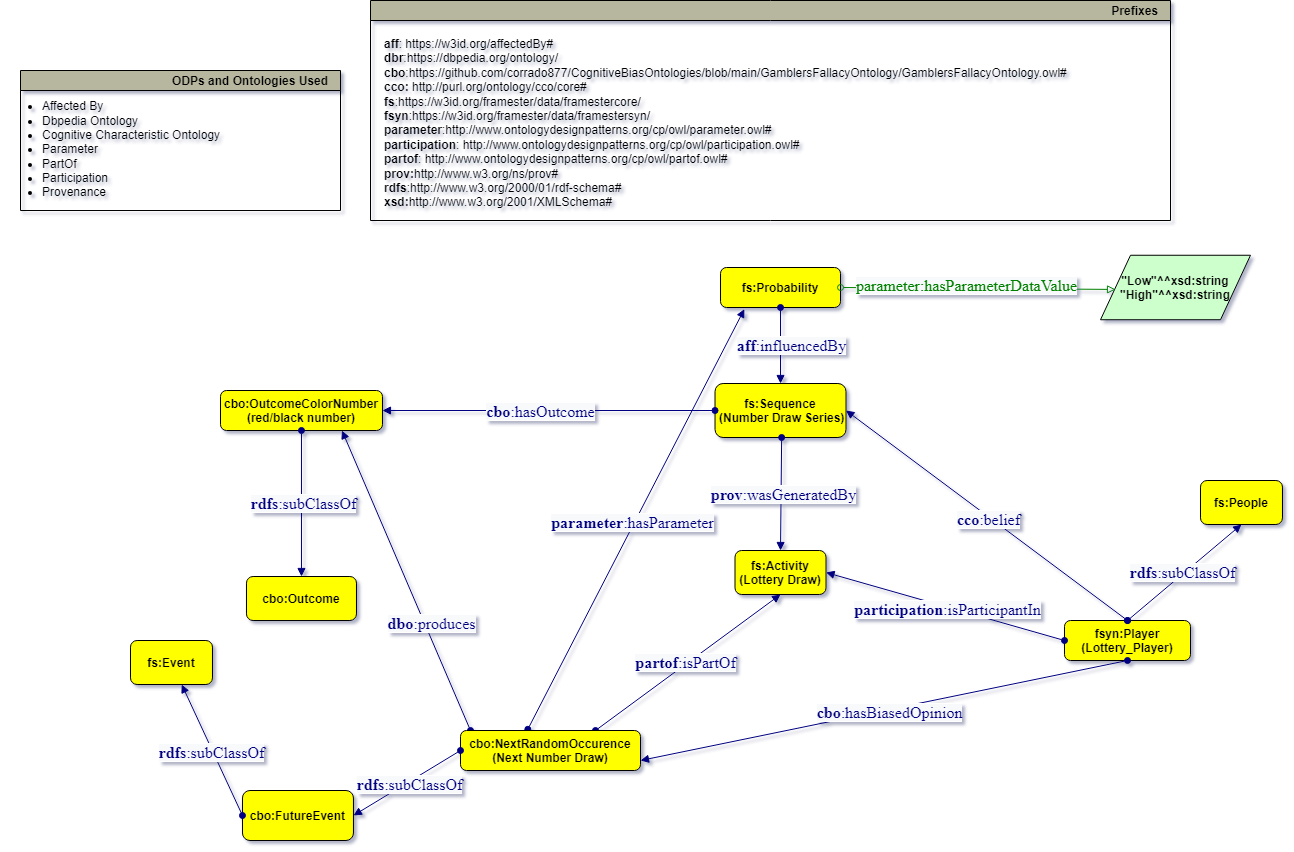 Prefixes
aff: https://w3id.org/affectedBy#
dbr:https://dbpedia.org/ontology/
cbo:https://github.com/corrado877/CognitiveBiasOntologies/blob/main/GamblersFallacyOntology/GamblersFallacyOntology.owl#
cco: http://purl.org/ontology/cco/core#
fs:https://w3id.org/framester/data/framestercore/
fsyn:https://w3id.org/framester/data/framestersyn/
parameter:http://www.ontologydesignpatterns.org/cp/owl/parameter.owl#
participation: http://www.ontologydesignpatterns.org/cp/owl/participation.owl#
partof: http://www.ontologydesignpatterns.org/cp/owl/partof.owl#
prov:http://www.w3.org/ns/prov#
rdfs:http://www.w3.org/2000/01/rdf-schema#
xsd:http://www.w3.org/2001/XMLSchema#
ODPs and Ontologies Used
Affected By
Dbpedia Ontology
Cognitive Characteristic Ontology
Parameter
PartOf
Participation
Provenance
fs:Probability
parameter:hasParameterDataValue
"Low"^^xsd:string
"High"^^xsd:string
aff:influencedBy
cbo:OutcomeColorNumber
(red/black number)
cbo:hasOutcome
fs:Sequence
(Number Draw Series)
rdfs:subClassOf
prov:wasGeneratedBy
parameter:hasParameter
cco:belief
fs:People
rdfs:subClassOf
fs:Activity
(Lottery Draw)
cbo:Outcome
participation:isParticipantIn
dbo:produces
fsyn:Player
(Lottery_Player)
fs:Event
partof:isPartOf
cbo:hasBiasedOpinion
rdfs:subClassOf
cbo:NextRandomOccurence
(Next Number Draw)
rdfs:subClassOf
cbo:FutureEvent